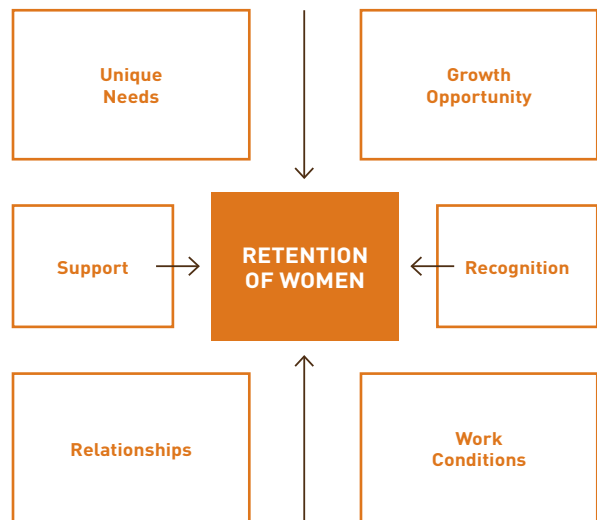 Unique
Needs
Growth
Opportunity
Support
RETENTION
OF WOMEN
Recognition
Relationships
Work
Conditions